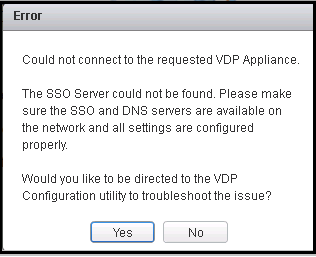 Error
Could not connect to the requested VDP Appliance.
The SSO Server could not be found. Please make
sure the SSO and DNS servers are available on
the network and all settings are configured
properly.
Would you like to be directed to the VDP
Configuration utility to troubleshoot the issue?
Yes No